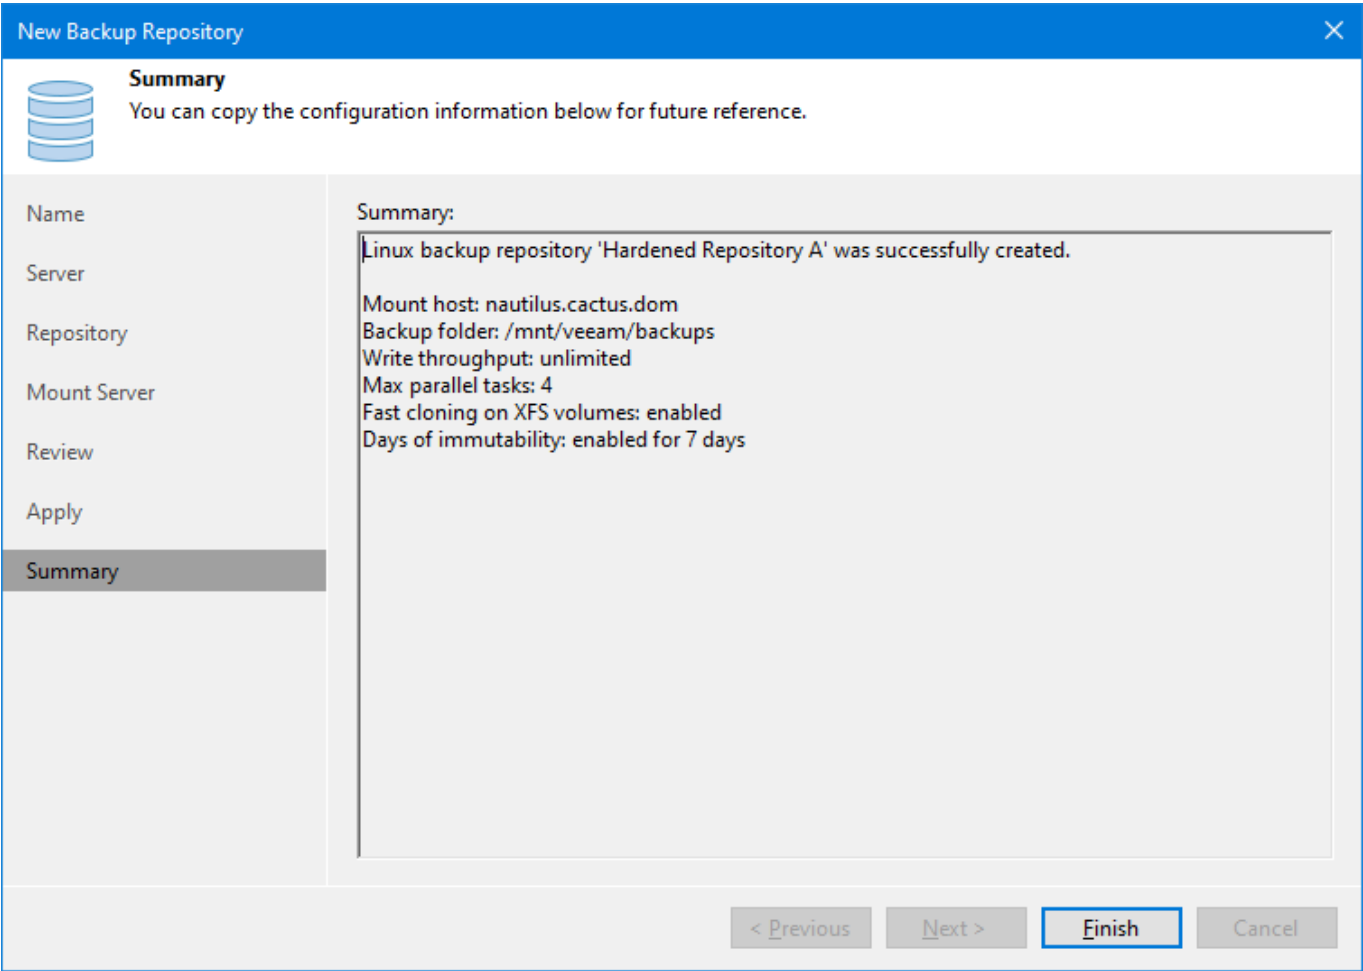 New Backup Repository
Summary
You can copy the configuration information below for future reference.
Name
Server
Repository
Mount Server
Review
Apply
Summary
Summary:
Linux backup repository 'Hardened Repository A' was successfully created.
Mount host: nautilus.cactus.dom
Backup folder: /mnt/veeam/backups
Write throughput: unlimited
Max parallel tasks: 4
Fast cloning on XFS volumes: enabled
Days of immutability: enabled for 7 days
< Previous
Next >
Finish
Cancel